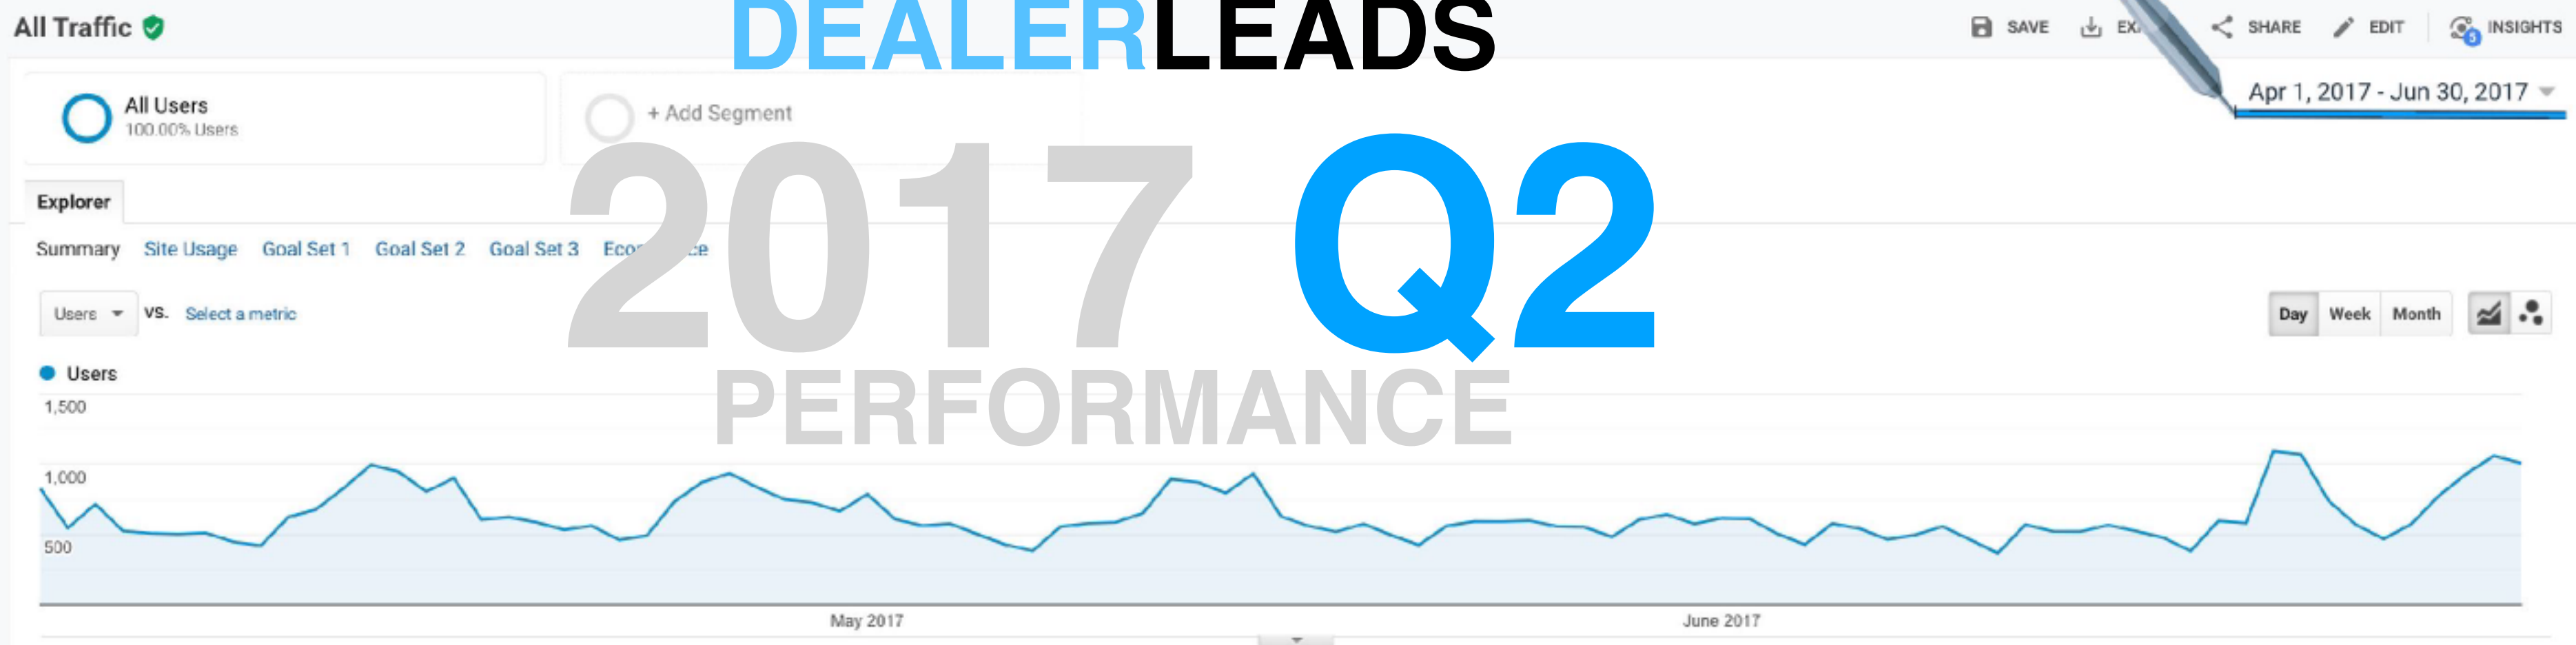 DEALERLEADS
All Traffic
SAVE
SHARE
EDIT
INSIGHTS
5
All Users
100.00% Users
+ Add Segment
Apr 1, 2017 - Jun 30, 2017
2017 Q2
Explorer
Summary Site Usage Goal Set 1 Goal Set 2 Goal Set 3
Users VS. Select a metric
Day Week Month
PERFORMANCE
Users
1,500
1,000
500
May 2017 June 2017